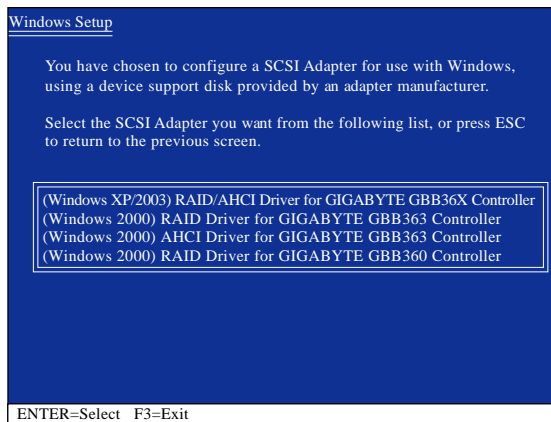 Windows Setup
You have chosen to configure a SCSI Adapter for use with Windows,
using a device support disk provided by an adapter manufacturer.
Select the SCSI Adapter you want from the following list, or press ESC
to return to the previous screen.
(Windows XP/2003) RAID/AHCI Driver for GIGABYTE GBB36X Controller
(Windows 2000) RAID Driver for GIGABYTE GBB363 Controller
(Windows 2000) AHCI Driver for GIGABYTE GBB363 Controller
(Windows 2000) RAID Driver for GIGABYTE GBB360 Controller
ENTER=Select F3=Exit